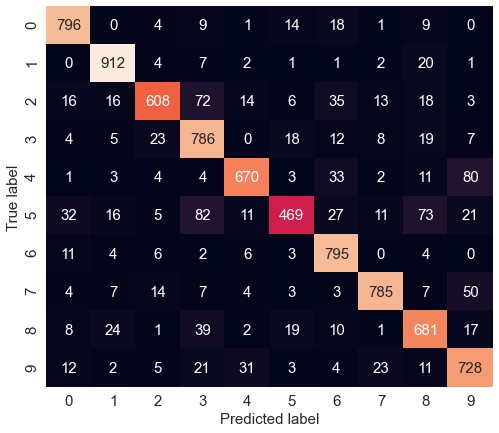 0 796 0 4 9 1 14 18 1 9 0
1 0 912 4 7 2 1 1 2 20 1
2 16 16 608 72 14 6 35 13 18 3
3 4 5 23 786 0 18 12 8 19 7
4 1 3 4 4 670 3 33 2 11 80
5 32 16 5 82 11 469 27 11 73 21
6 11 4 6 2 6 3 795 0 4 0
7 4 7 14 7 4 3 3 785 7 50
8 8 24 1 39 2 19 10 1 681 17
9 12 2 5 21 31 3 4 23 11 728
0 1 2 3 4 5 6 7 8 9
True label
Predicted label